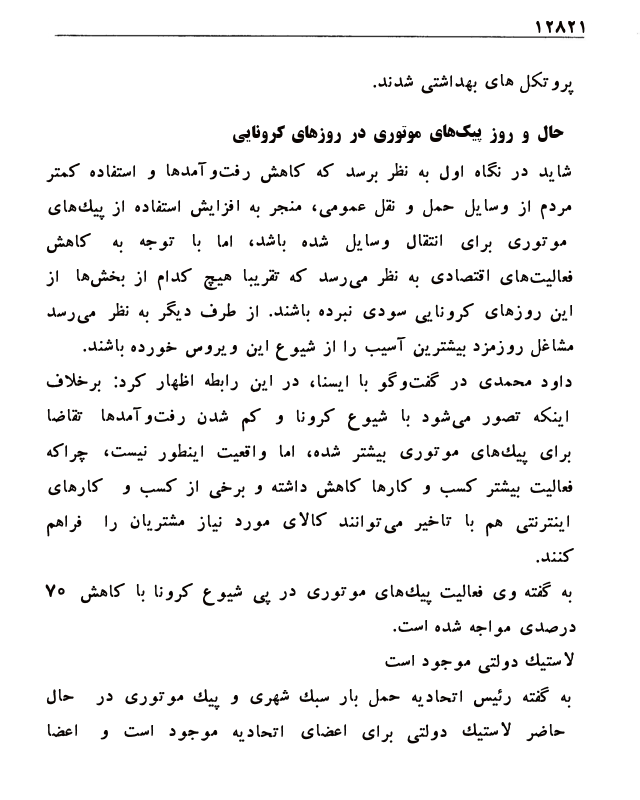 ۱۲۸۲۱
پروتکل های بهداشتی شدند.
حال و روز پیک‌های موتوری در روزهای کرونایی
شاید در نگاه اول به نظر برسد که کاهش رفت‌وآمدها و استفاده کمتر
مردم از وسایل حمل و نقل عمومی، منجر به افزایش استفاده از پیك‌های
موتوری برای انتقال وسایل شده باشد، اما با توجه به کاهش
فعالیت‌های اقتصادی به نظر می‌رسد که تقریبا هیچ کدام از بخش‌ها از
این روزهای کرونایی سودی نبرده باشند. از طرف دیگر به نظر می‌رسد
مشاغل روزمزد بیشترین آسیب را از شیوع این ویروس خورده باشند.
داود محمدی در گفت‌وگو با ایسنا، در این رابطه اظهار کرد: برخلاف
اینکه تصور می‌شود با شیوع کرونا و کم شدن رفت‌وآمدها تقاضا
برای پیك‌های موتوری بیشتر شده، اما واقعیت اینطور نیست، چراکه
فعالیت بیشتر کسب و کارها کاهش داشته و برخی از کسب و کارهای
اینترنتی هم با تاخیر می‌توانند کالای مورد نیاز مشتریان را فراهم
کنند.
به گفته وی فعالیت پیك‌های موتوری در پی شیوع کرونا با کاهش ۷۰
درصدی مواجه شده است.
لاستیك دولتی موجود است
به گفته رئیس اتحادیه حمل بار سبك شهری و پیك موتوری در حال
حاضر لاستیك دولتی برای اعضای اتحادیه موجود است و اعضا